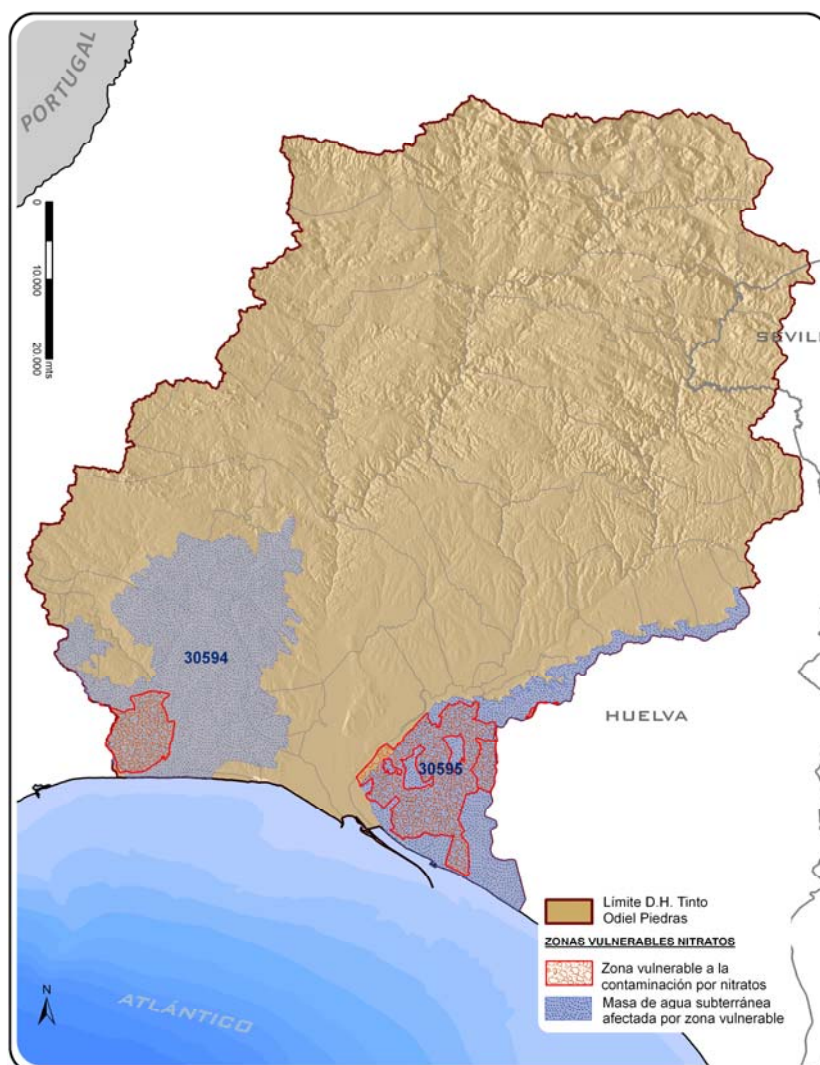 PORTUGAL
0
10.000
20.000
mts
SEVILL
30594
HUELVA
30595
Límite D.H. Tinto
Odiel Piedras
ZONAS VULNERABLES NITRATOS
Zona vulnerable a la
contaminación por nitratos
Masa de agua subterránea
afectada por zona vulnerable
N
ATLÁNTICO